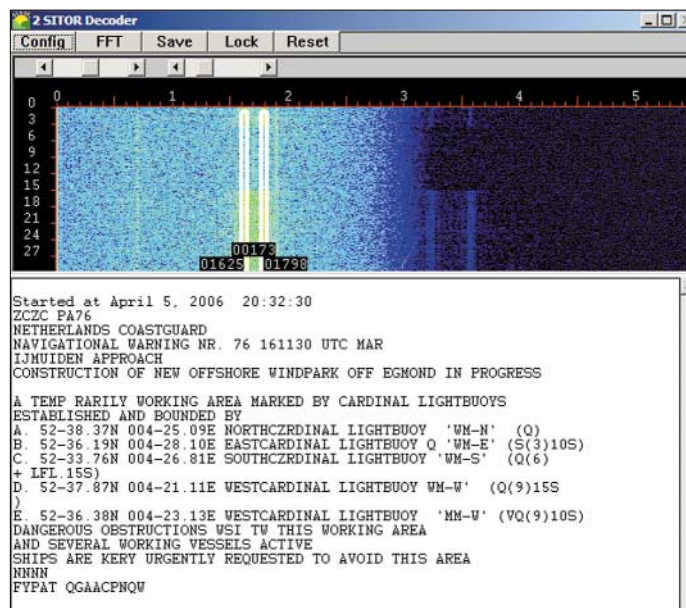 2 SITOR Decoder
Config FFT Save Lock Reset
0 1 2 3 4 5
0
3
6
9
12
15
18
21
24
27
00173
01625 01798
Started at April 5, 2006 20:32:30
ZCZC PA76
NETHERLANDS COASTGUARD
NAVIGATIONAL WARNING NR. 76 161130 UTC MAR
IJMUIDEN APPROACH
CONSTRUCTION OF NEW OFFSHORE WINDPARK OFF EGMOND IN PROGRESS
A TEMP RARILY WORKING AREA MARKED BY CARDINAL LIGHTBUOYS
ESTABLISHED AND BOUNDED BY
A. 52-38.37N 004-25.09E NORTHCZRDINAL LIGHTBUOY 'WM-N' (Q)
B. 52-36.19N 004-28.10E EASTCARDINAL LIGHTBUOY Q 'WM-E' (S(3)10S)
C. 52-33.76N 004-26.81E SOUTHCZRDINAL LIGHTBUOY 'WM-S' (Q(6)
+ LFL.15S)
D. 52-37.87N 004-21.11E WESTCARDINAL LIGHTBUOY WM-W' (Q(9)15S
)
E. 52-36.38N 004-23.13E WESTCARDINAL LIGHTBUOY 'MM-W' (VQ(9)10S)
DANGEROUS OBSTRUCTIONS WSI TW THIS WORKING AREA
AND SEVERAL WORKING VESSELS ACTIVE
SHIPS ARE KERY URGENTLY REQUESTED TO AVOID THIS AREA
NNNN
FYPAT QGAACPNQW